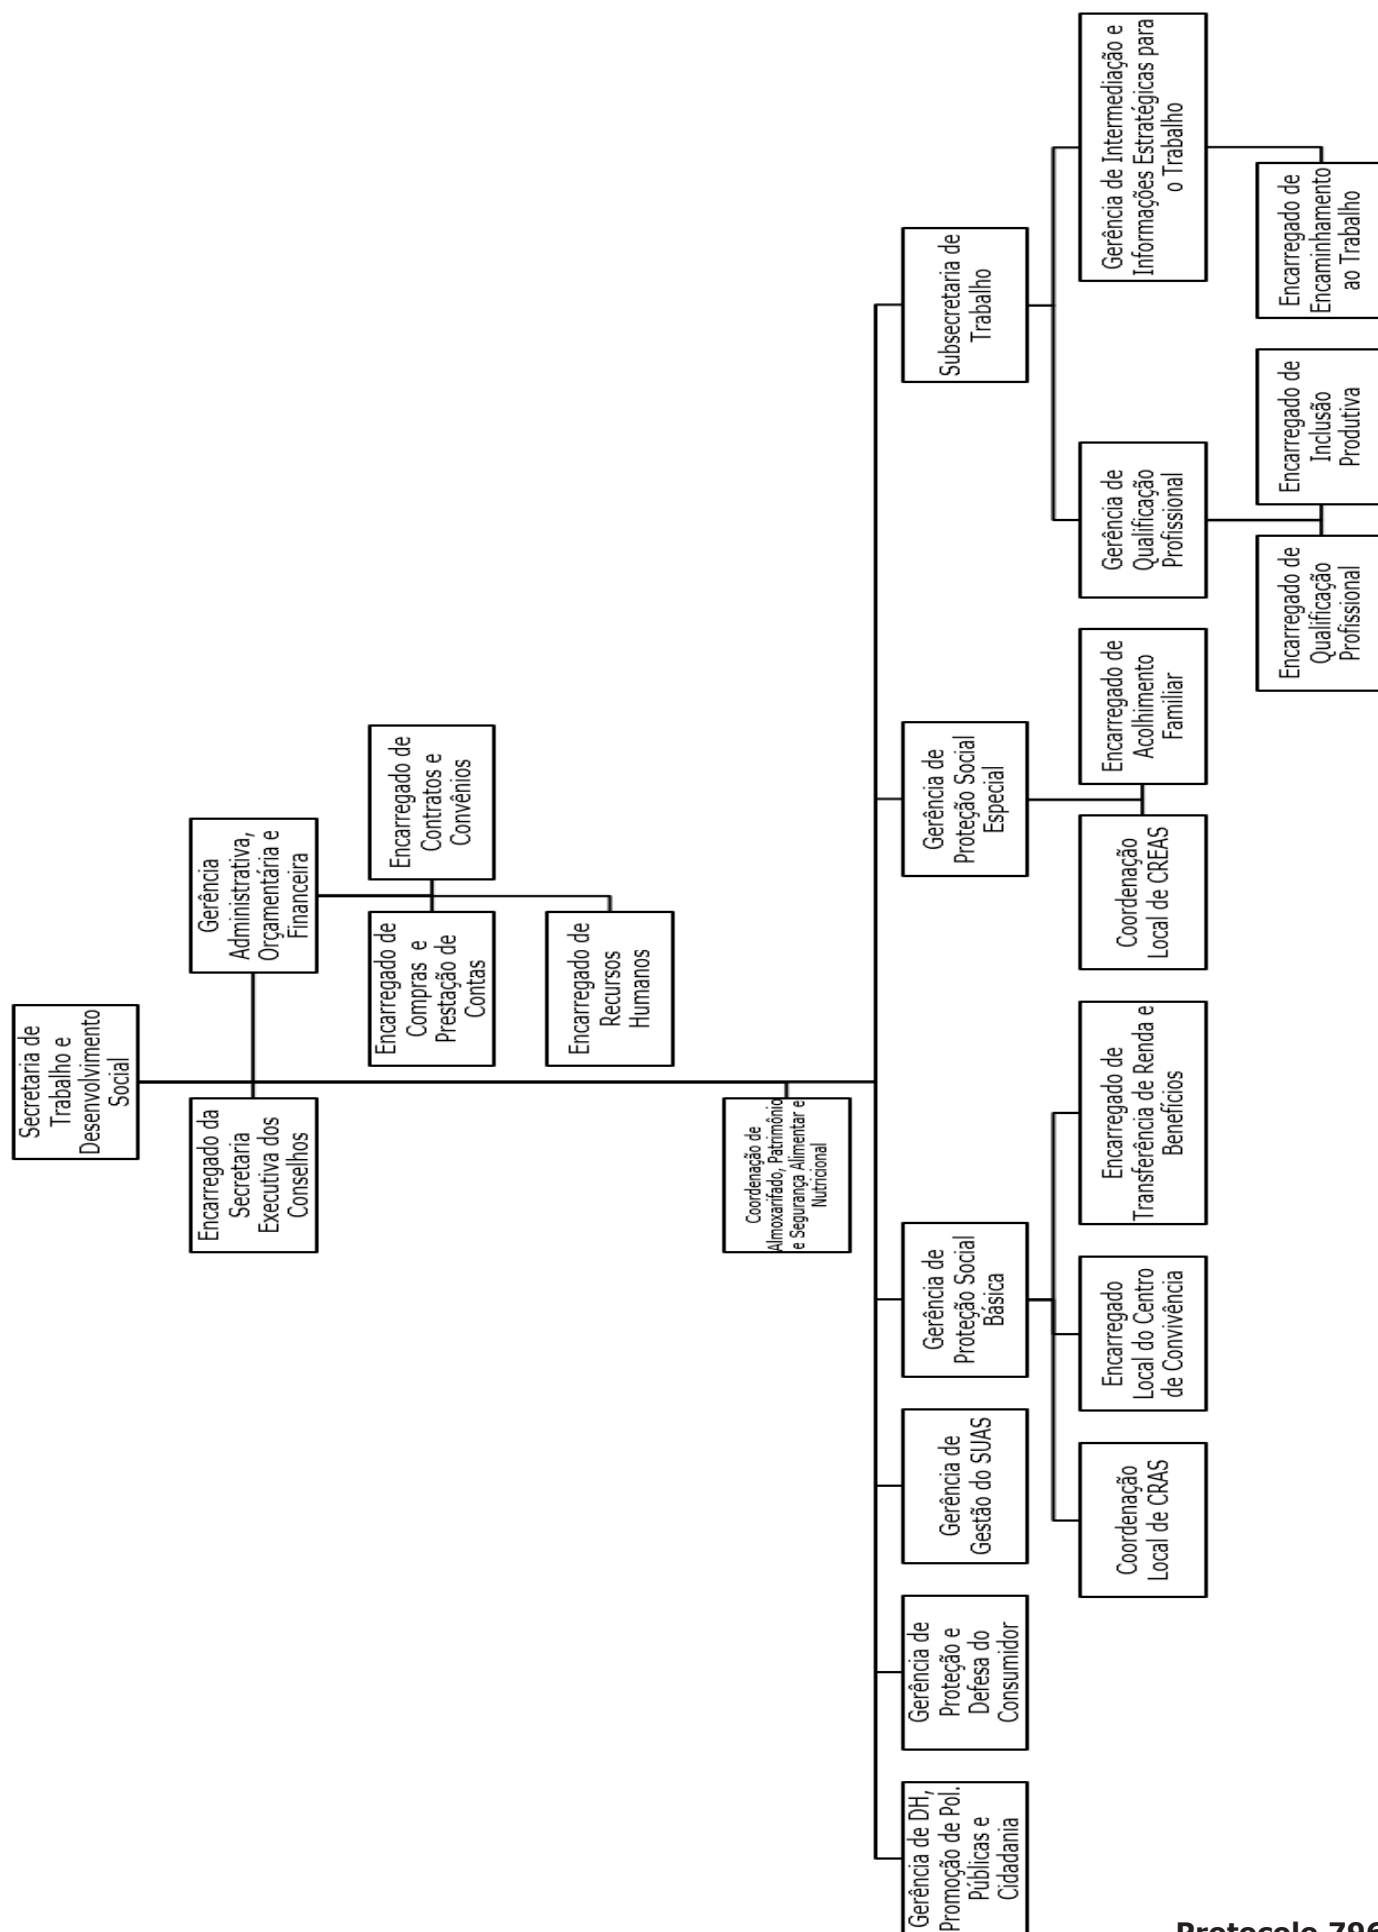 Secretaria de
Trabalho e
Desenvolvimento
Social
Encarregado da
Secretaria
Executiva dos
Conselhos
Gerência
Administrativa,
Orçamentária e
Financeira
Encarregado de
Compras e
Prestação de
Contas
Encarregado de
Contratos e
Convênios
Encarregado de
Recursos
Humanos
Coordenação de
Almoxarifado, Patrimônio
e Segurança Alimentar e
Nutricional
Gerência de DH,
Promoção de Pol.
Públicas e
Cidadania
Gerência de
Proteção e
Defesa do
Consumidor
Gerência de
Gestão do SUAS
Gerência de
Proteção Social
Básica
Gerência de
Proteção Social
Especial
Subsecretaria de
Trabalho
Coordenação
Local de CRAS
Encarregado
Local do Centro
de Convivência
Encarregado de
Transferência de Renda e
Benefícios
Coordenação
Local de CREAS
Encarregado de
Acolhimento
Familiar
Gerência de
Qualificação
Profissional
Gerência de Intermediação e
Informações Estratégicas para
o Trabalho
Encarregado de
Qualificação
Profissional
Encarregado de
Inclusão
Produtiva
Encarregado de
Encaminhamento
ao Trabalho
Protocolo 796